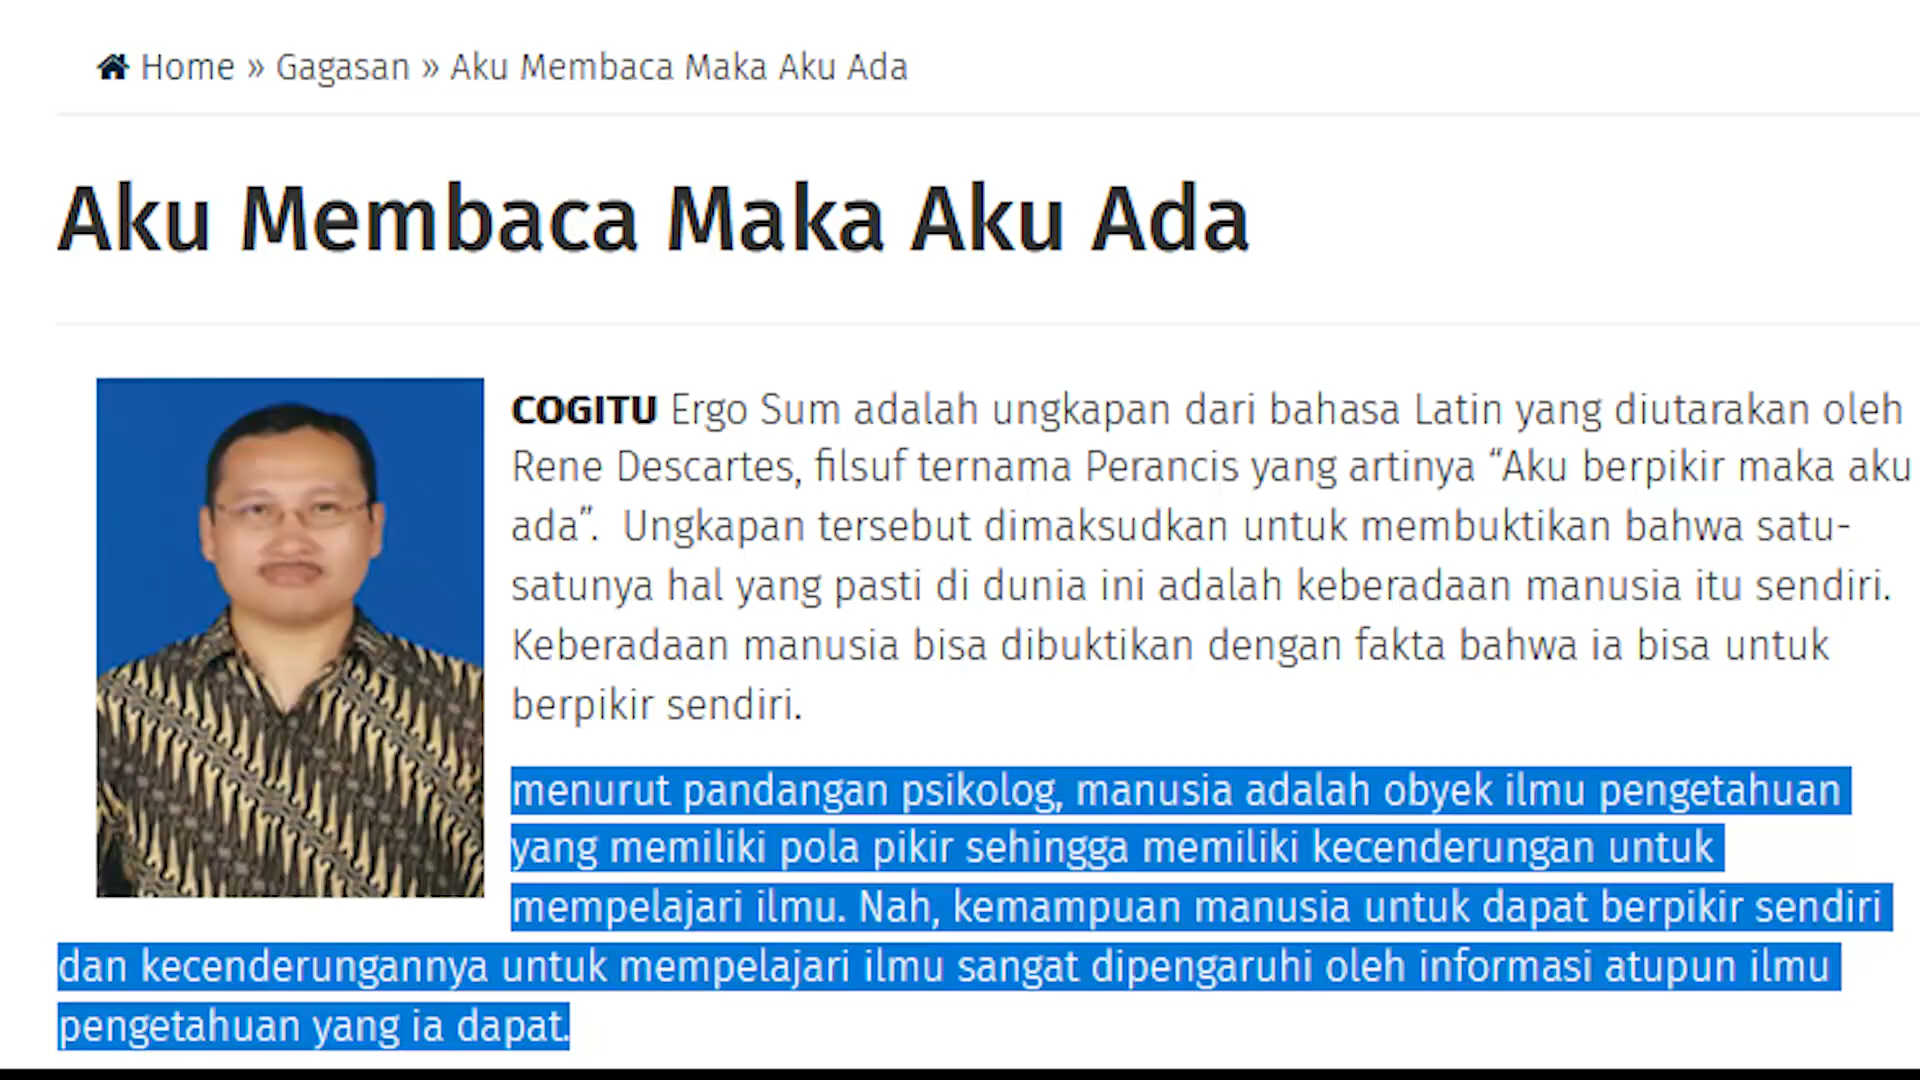 Home » Gagasan » Aku Membaca Maka Aku Ada
Aku Membaca Maka Aku Ada
COGITU Ergo Sum adalah ungkapan dari bahasa Latin yang diutarakan oleh
Rene Descartes, filsuf ternama Perancis yang artinya “Aku berpikir maka aku
ada”.  Ungkapan tersebut dimaksudkan untuk membuktikan bahwa satu-
satunya hal yang pasti di dunia ini adalah keberadaan manusia itu sendiri.
Keberadaan manusia bisa dibuktikan dengan fakta bahwa ia bisa untuk
berpikir sendiri.
menurut pandangan psikolog, manusia adalah obyek ilmu pengetahuan
yang memiliki pola pikir sehingga memiliki kecenderungan untuk
mempelajari ilmu. Nah, kemampuan manusia untuk dapat berpikir sendiri
dan kecenderungannya untuk mempelajari ilmu sangat dipengaruhi oleh informasi atupun ilmu
pengetahuan yang ia dapat.